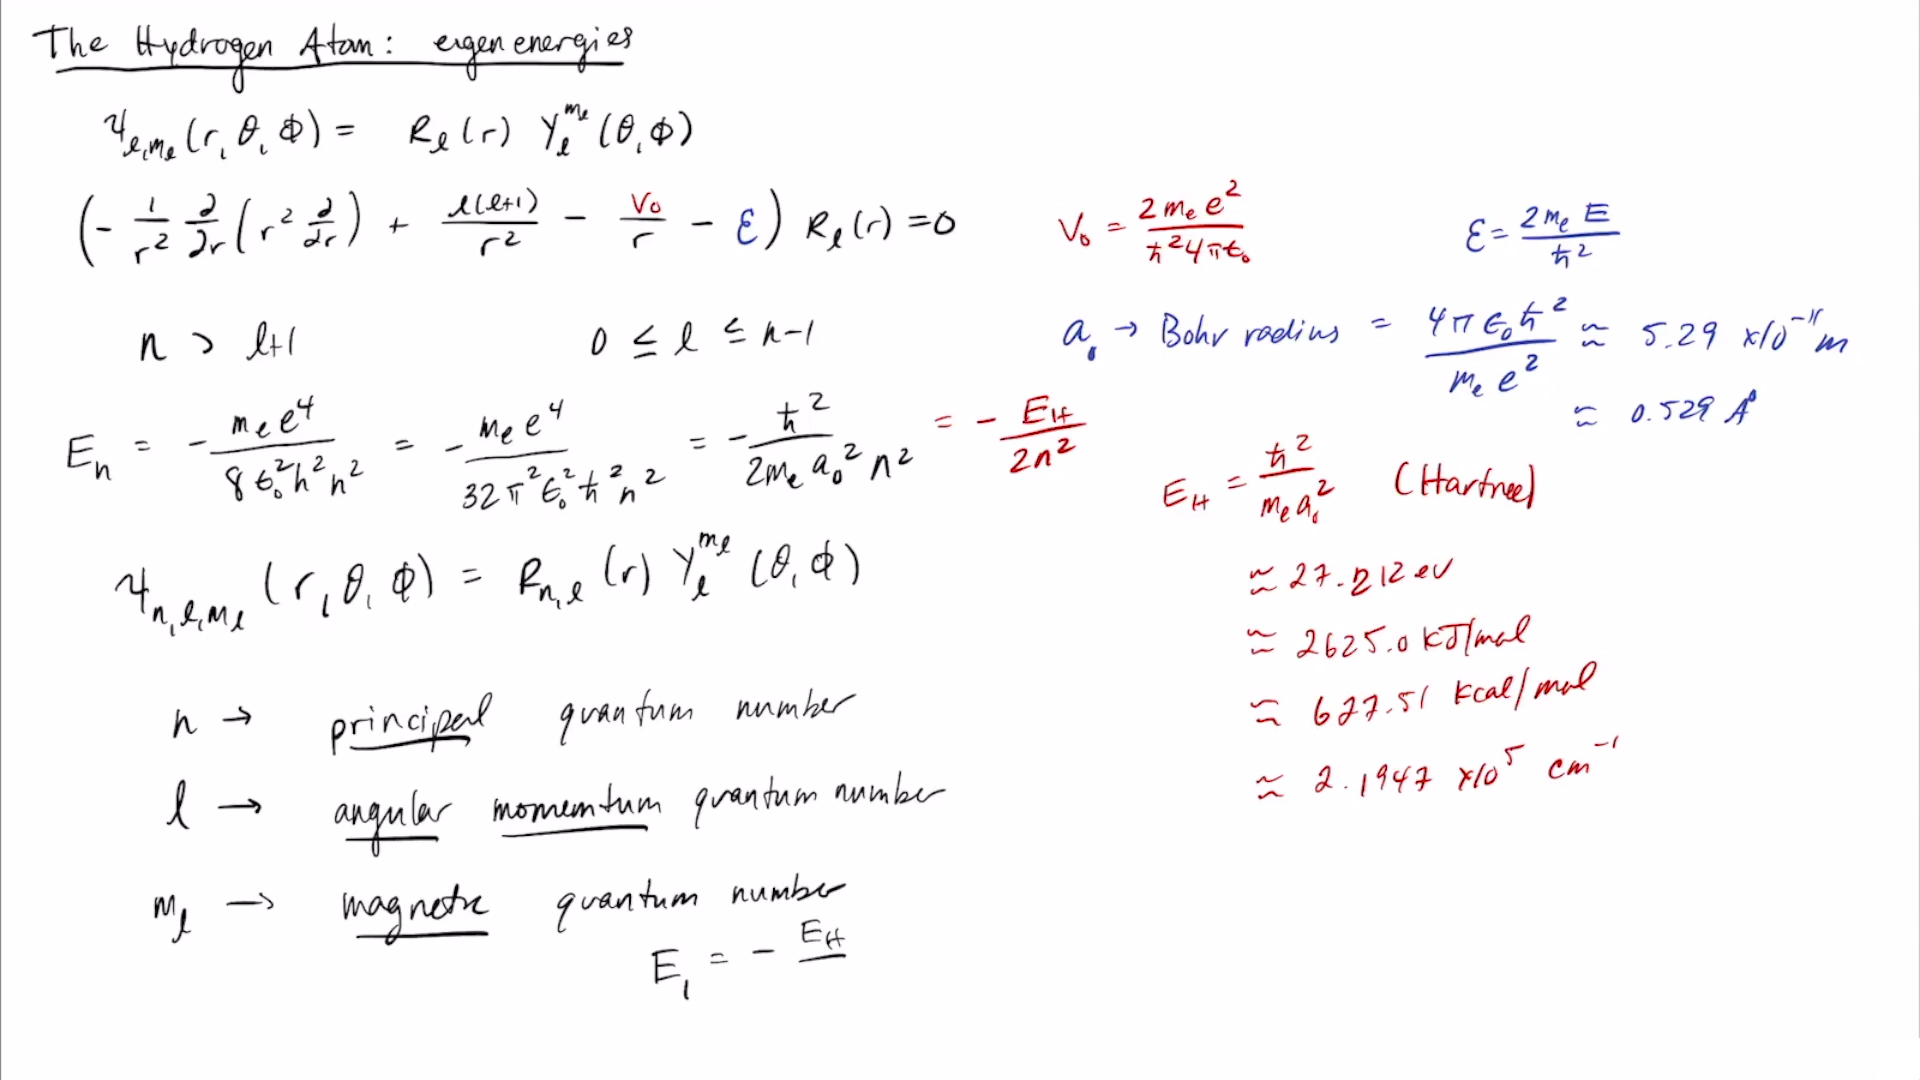 The Hydrogen Atom: eigenenergies
Ψ_{l,m_l}(r, θ, ϕ) = R_l(r) Y_l^{m_l}(θ, ϕ)
(- 1/r² ∂/∂r (r² ∂/∂r) + l(l+1)/r² - V₀/r - ℰ) R_l(r) = 0
V₀ = 2m_e e² / ħ² 4πε₀
ℰ = 2m_e E / ħ²
n > l+1    0 ≤ l ≤ n-1
a₀ → Bohr radius = 4πε₀ħ² / m_e e² ≈ 5.29 x10⁻¹¹ m
≈ 0.529 Å
E_n = - m_e e⁴ / 8ε₀²h²n² = - m_e e⁴ / 32π²ε₀²ħ²n² = - ħ² / 2m_e a₀² n² = - E_H / 2n²
E_H = ħ² / m_e a₀² (Hartree)
≈ 27.212 eV
≈ 2625.0 kJ/mol
≈ 627.51 kcal/mol
≈ 2.1947 x10⁵ cm⁻¹
Ψ_{n,l,m_l}(r, θ, ϕ) = R_{n,l}(r) Y_l^{m_l}(θ, ϕ)
n → principal quantum number
l → angular momentum quantum number
m_l → magnetic quantum number
E₁ = - E_H